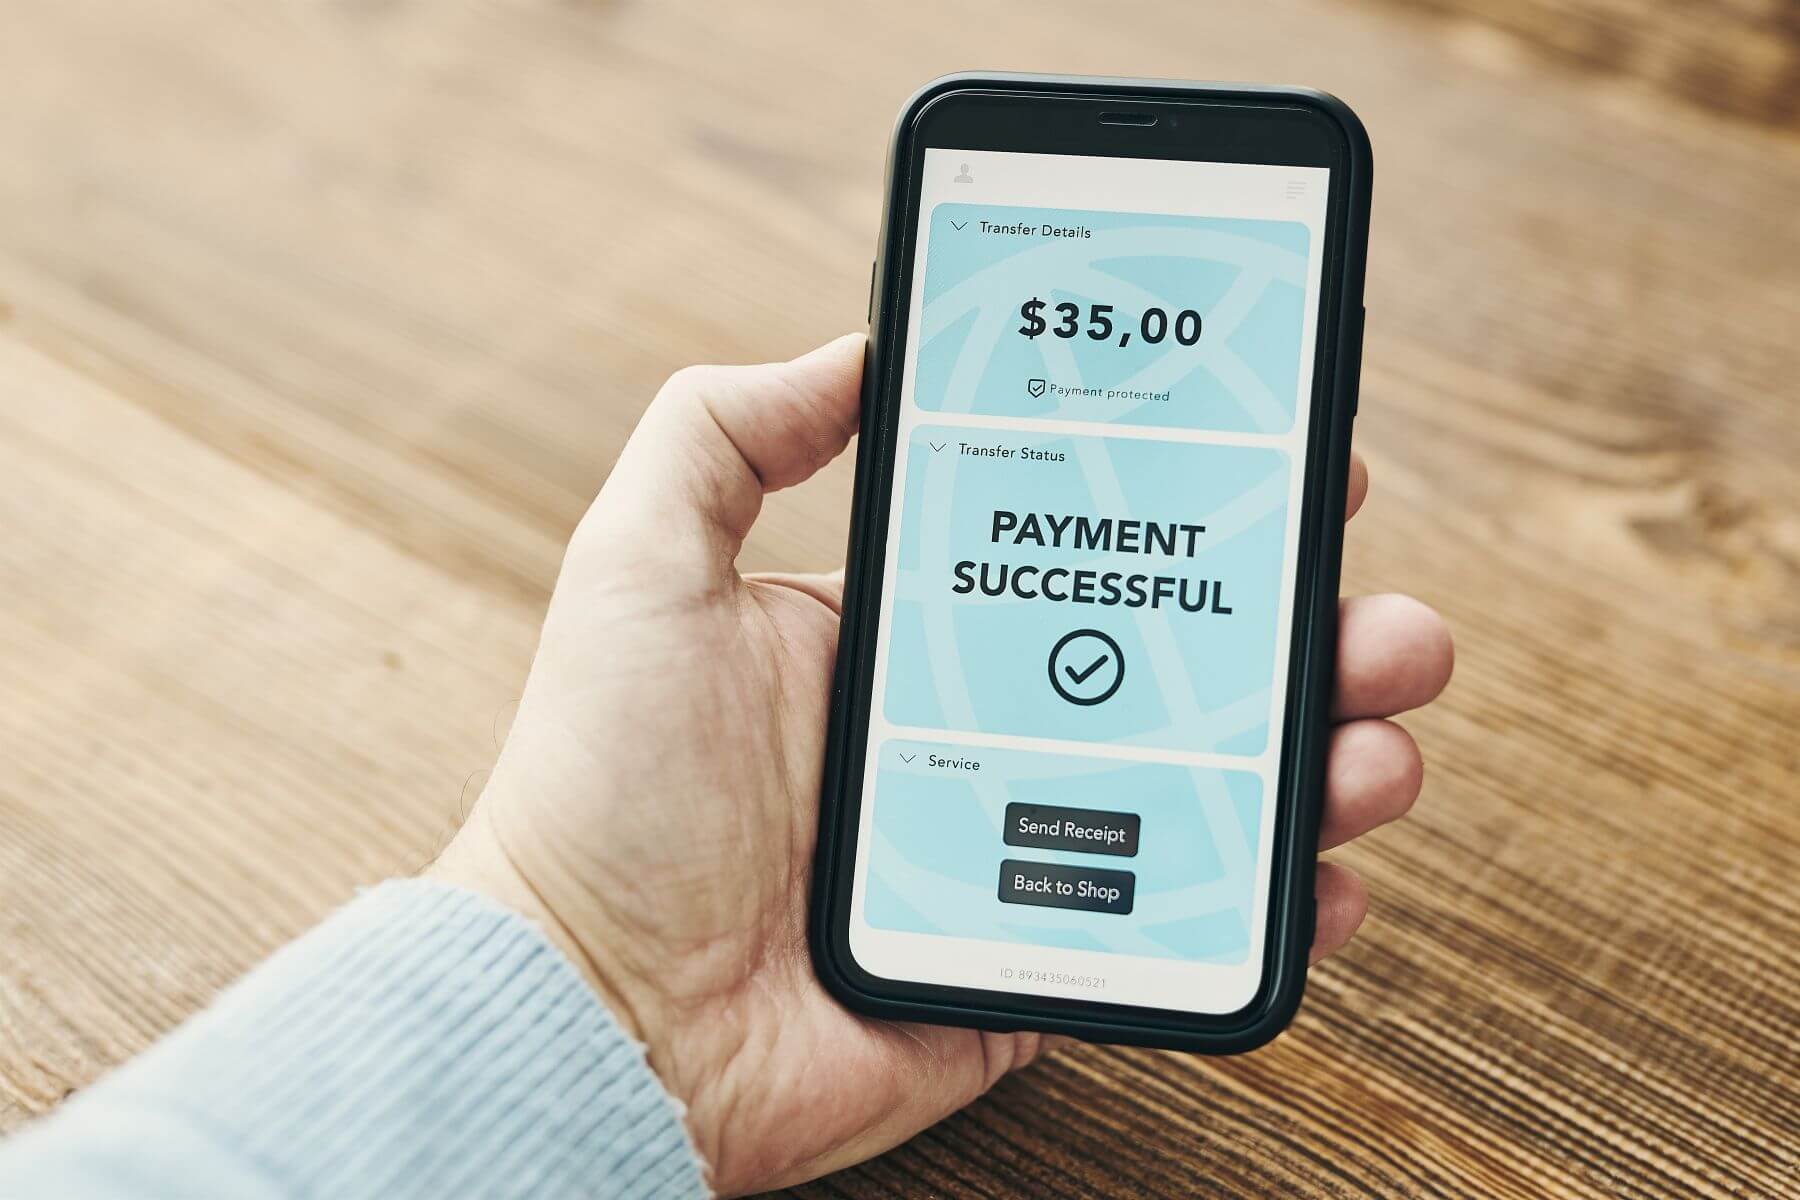 Transfer Details
$35,00
Payment protected
Transfer Status
PAYMENT
SUCCESSFUL
Service
Send Receipt
Back to Shop
ID 893435060521